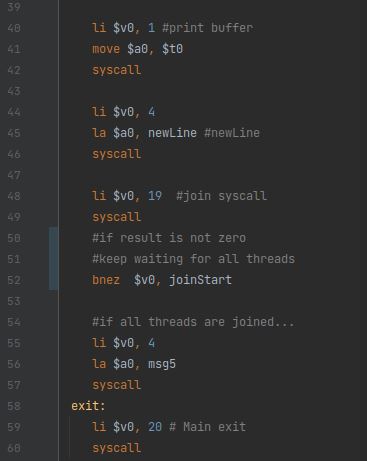 39
40 li $v0, 1 #print buffer
41 move $a0, $t0
42 syscall
43
44 li $v0, 4
45 la $a0, newLine #newLine
46 syscall
47
48 li $v0, 19  #join syscall
49 syscall
50 #if result is not zero
51 #keep waiting for all threads
52 bnez  $v0, joinStart
53
54 #if all threads are joined...
55 li $v0, 4
56 la $a0, msg5
57 syscall
58 exit:
59 li $v0, 20 # Main exit
60 syscall